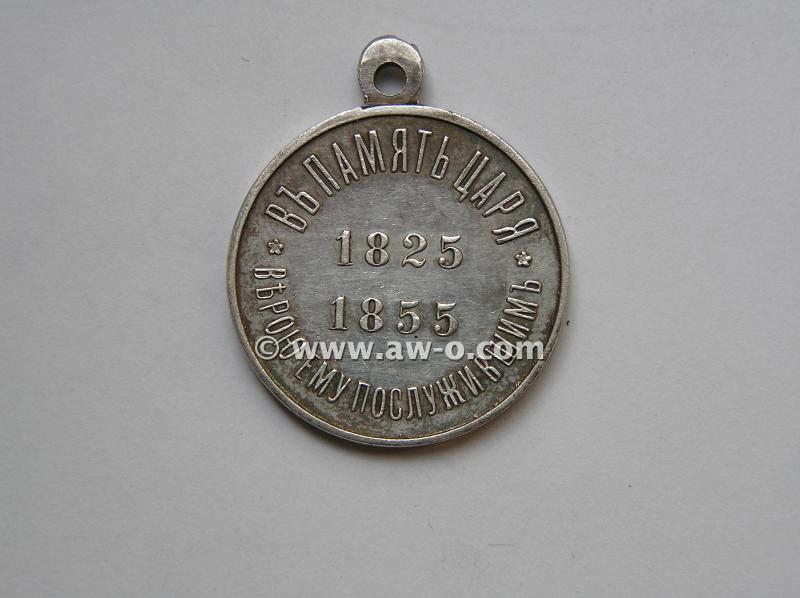 ВЪ ПАМЯТЬ ЦАРЯ
1825
1855
ВѢРОЮ ЕМУ ПОСЛУЖИВШИМЪ
© www.aw-o.com